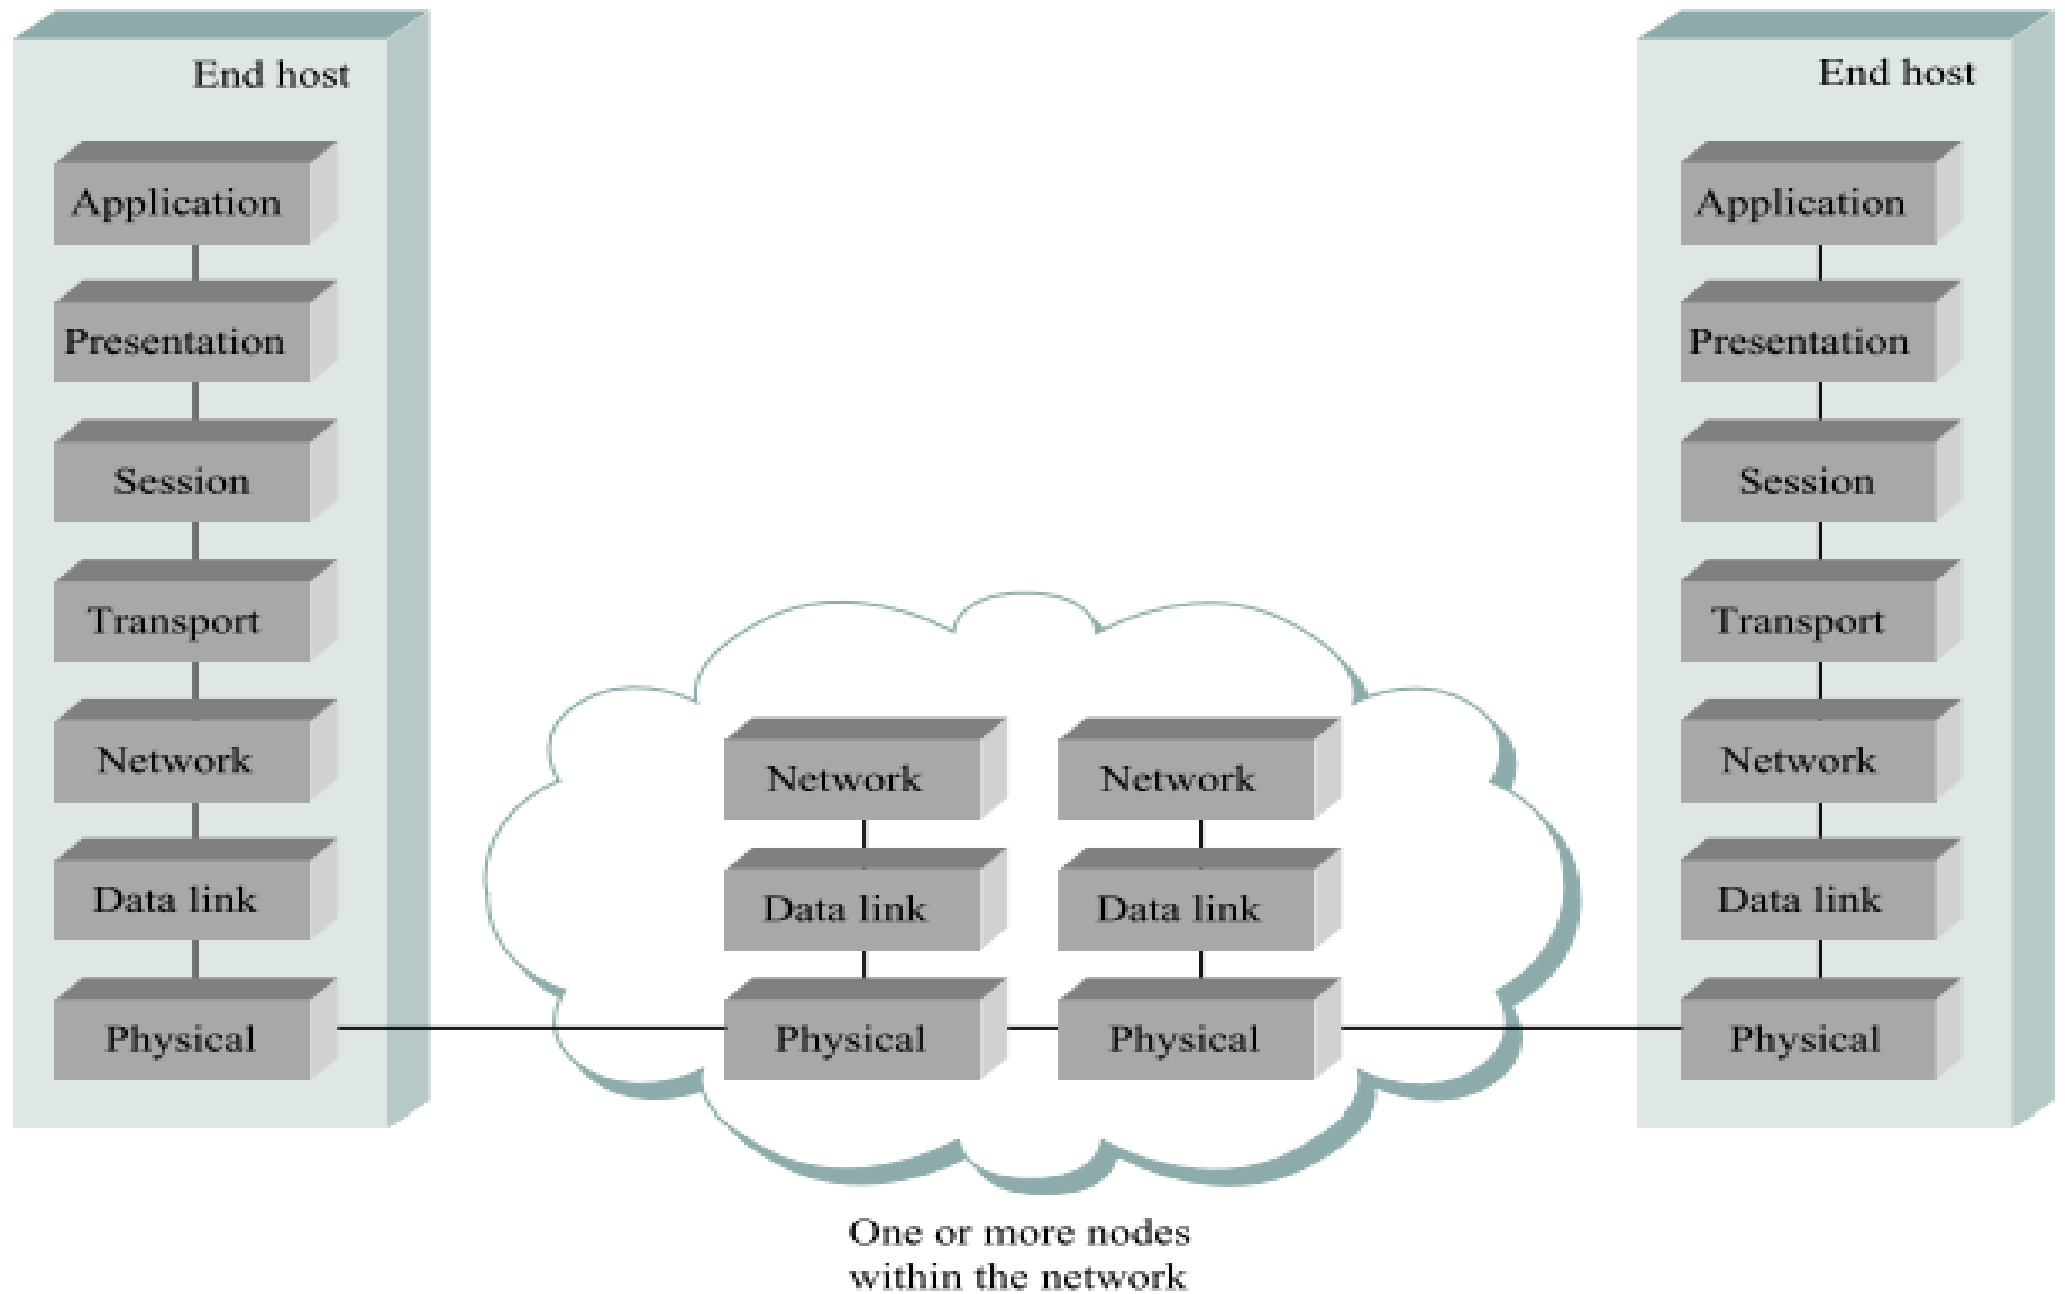 End host
Application
Presentation
Session
Transport
Network
Data link
Physical
Network
Data link
Physical
Network
Data link
Physical
End host
Application
Presentation
Session
Transport
Network
Data link
Physical
One or more nodes
within the network